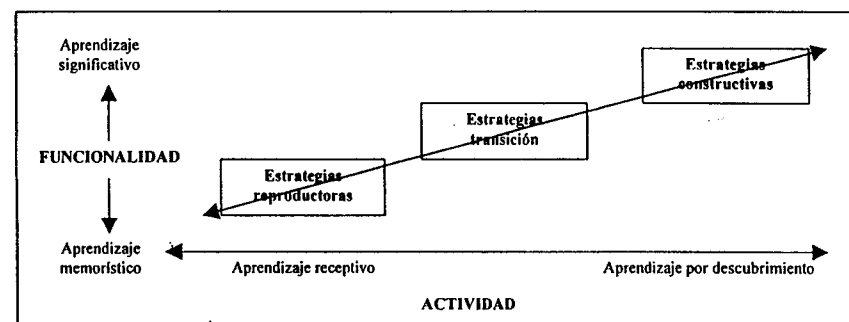 Aprendizaje
significativo
Estrategias
constructivas
Estrategias
transición
FUNCIONALIDAD
Estrategias
reproductoras
Aprendizaje
memorístico
Aprendizaje receptivo
Aprendizaje por descubrimiento
ACTIVIDAD